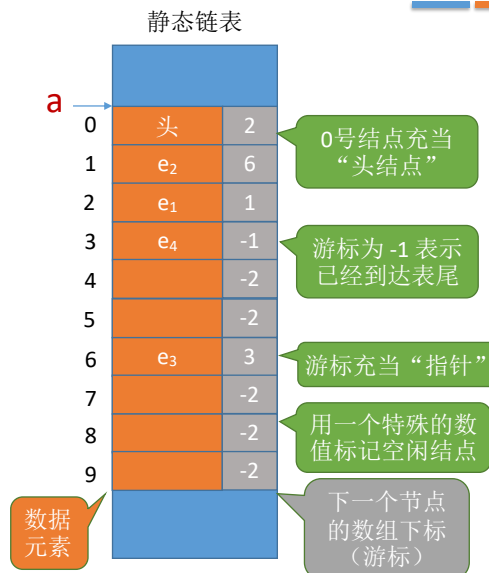 静态链表
a
0 头 2
0号结点充当
“头结点”
1 e₂ 6
2 e₁ 1
3 e₄ -1
游标为 -1 表示
已经到达表尾
4 -2
5 -2
6 e₃ 3
游标充当“指针”
7 -2
8 -2
用一个特殊的数
值标记空闲结点
9 -2
数据
元素
下一个节点
的数组下标
（游标）